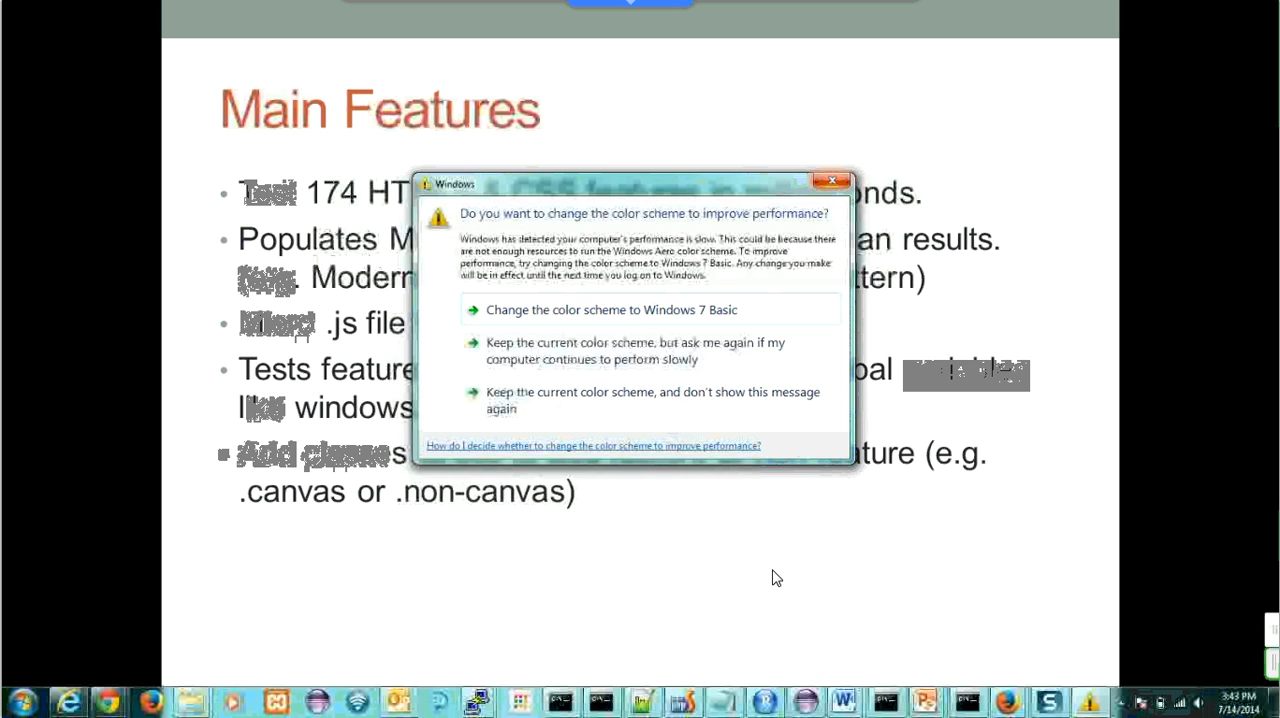 Main Features
• 174 HT onds.
• Populates M an results.
. Modern ttern)
• .js file
• Tests feature bal
windows
s ature (e.g.
.canvas or .non-canvas)
Windows
Do you want to change the color scheme to improve performance?
Windows has detected your computer's performance is slow. This could be because there
are not enough resources to run the Windows Aero color scheme. To improve
performance, try changing the color scheme to Windows 7 Basic. Any change you make
will be in effect until the next time you log on to Windows.
Change the color scheme to Windows 7 Basic
Keep the current color scheme, but ask me again if my
computer continues to perform slowly
Keep the current color scheme, and don't show this message
again
How do I decide whether to change the color scheme to improve performance?
3:43 PM
7/14/2014